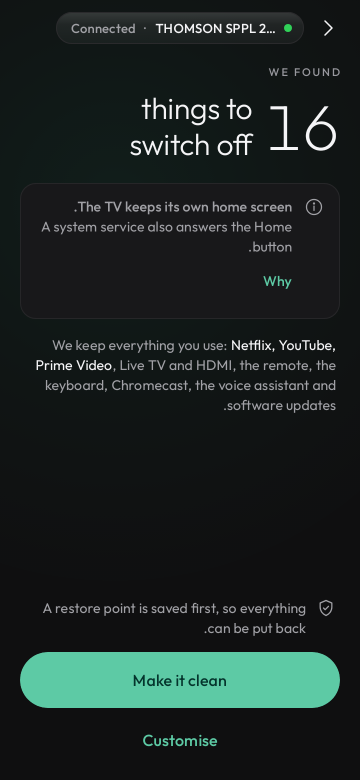 Connected · THOMSON SPPL 2...
WE FOUND
16
things to
switch off
.The TV keeps its own home screen
A system service also answers the Home
.button
Why
We keep everything you use: Netflix, YouTube,
Prime Video, Live TV and HDMI, the remote, the
keyboard, Chromecast, the voice assistant and
.software updates
A restore point is saved first, so everything
.can be put back
Make it clean
Customise